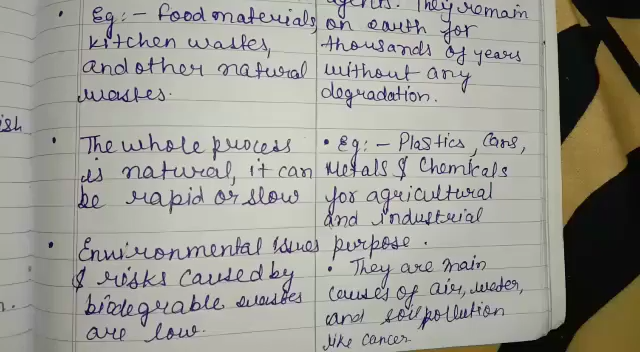 • Eg:- Food materials,
kitchen wastes,
and other natural
wastes.
• The whole process
is natural, it can
be rapid or slow
• Environmental issues
& risks caused by
biodegrable wastes
are low.
agents. They remain
on earth for
thousands of years
without any
degradation.
• Eg:- Plastics, Cans,
Metals & Chemicals
for agricultural
and industrial
purpose.
• They are main
causes of air, water,
and soil pollution
like cancer